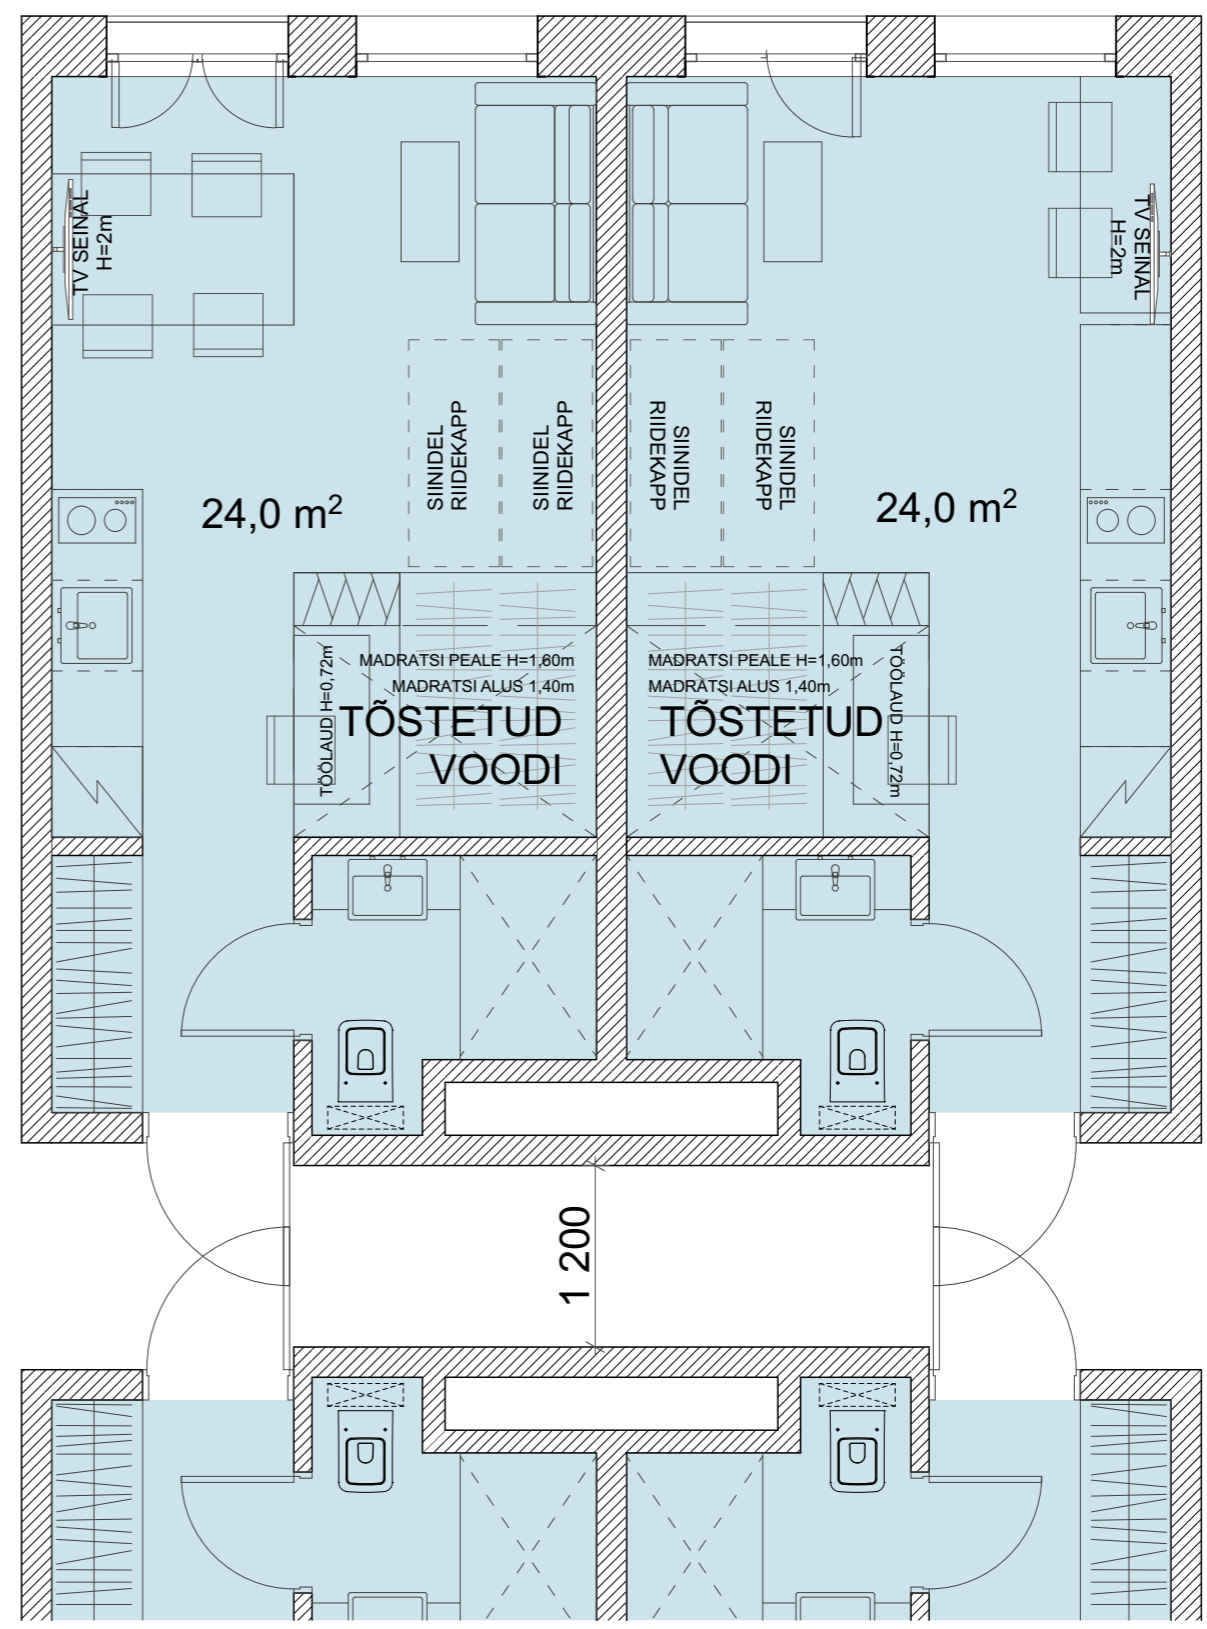 TV SEINAL
H=2m
TV SEINAL
H=2m
SIINIDEL
RIIDEKAPP
SIINIDEL
RIIDEKAPP
SIINIDEL
RIIDEKAPP
SIINIDEL
RIIDEKAPP
24,0 m²
24,0 m²
TÖÖLAUD H=0,72m
MADRATSI PEALE H=1,60m
MADRATSI ALUS 1,40m
TÕSTETUD
VOODI
MADRATSI PEALE H=1,60m
MADRATSI ALUS 1,40m
TÕSTETUD
VOODI
TÖÖLAUD H=0,72m
1 200